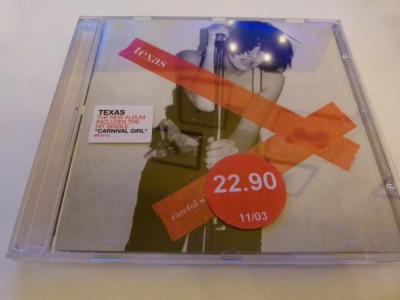 texas
TEXAS
THE NEW ALBUM
INCLUDES THE
HIT SINGLE
"CARNIVAL GIRL"
careful w
22.90
11/03